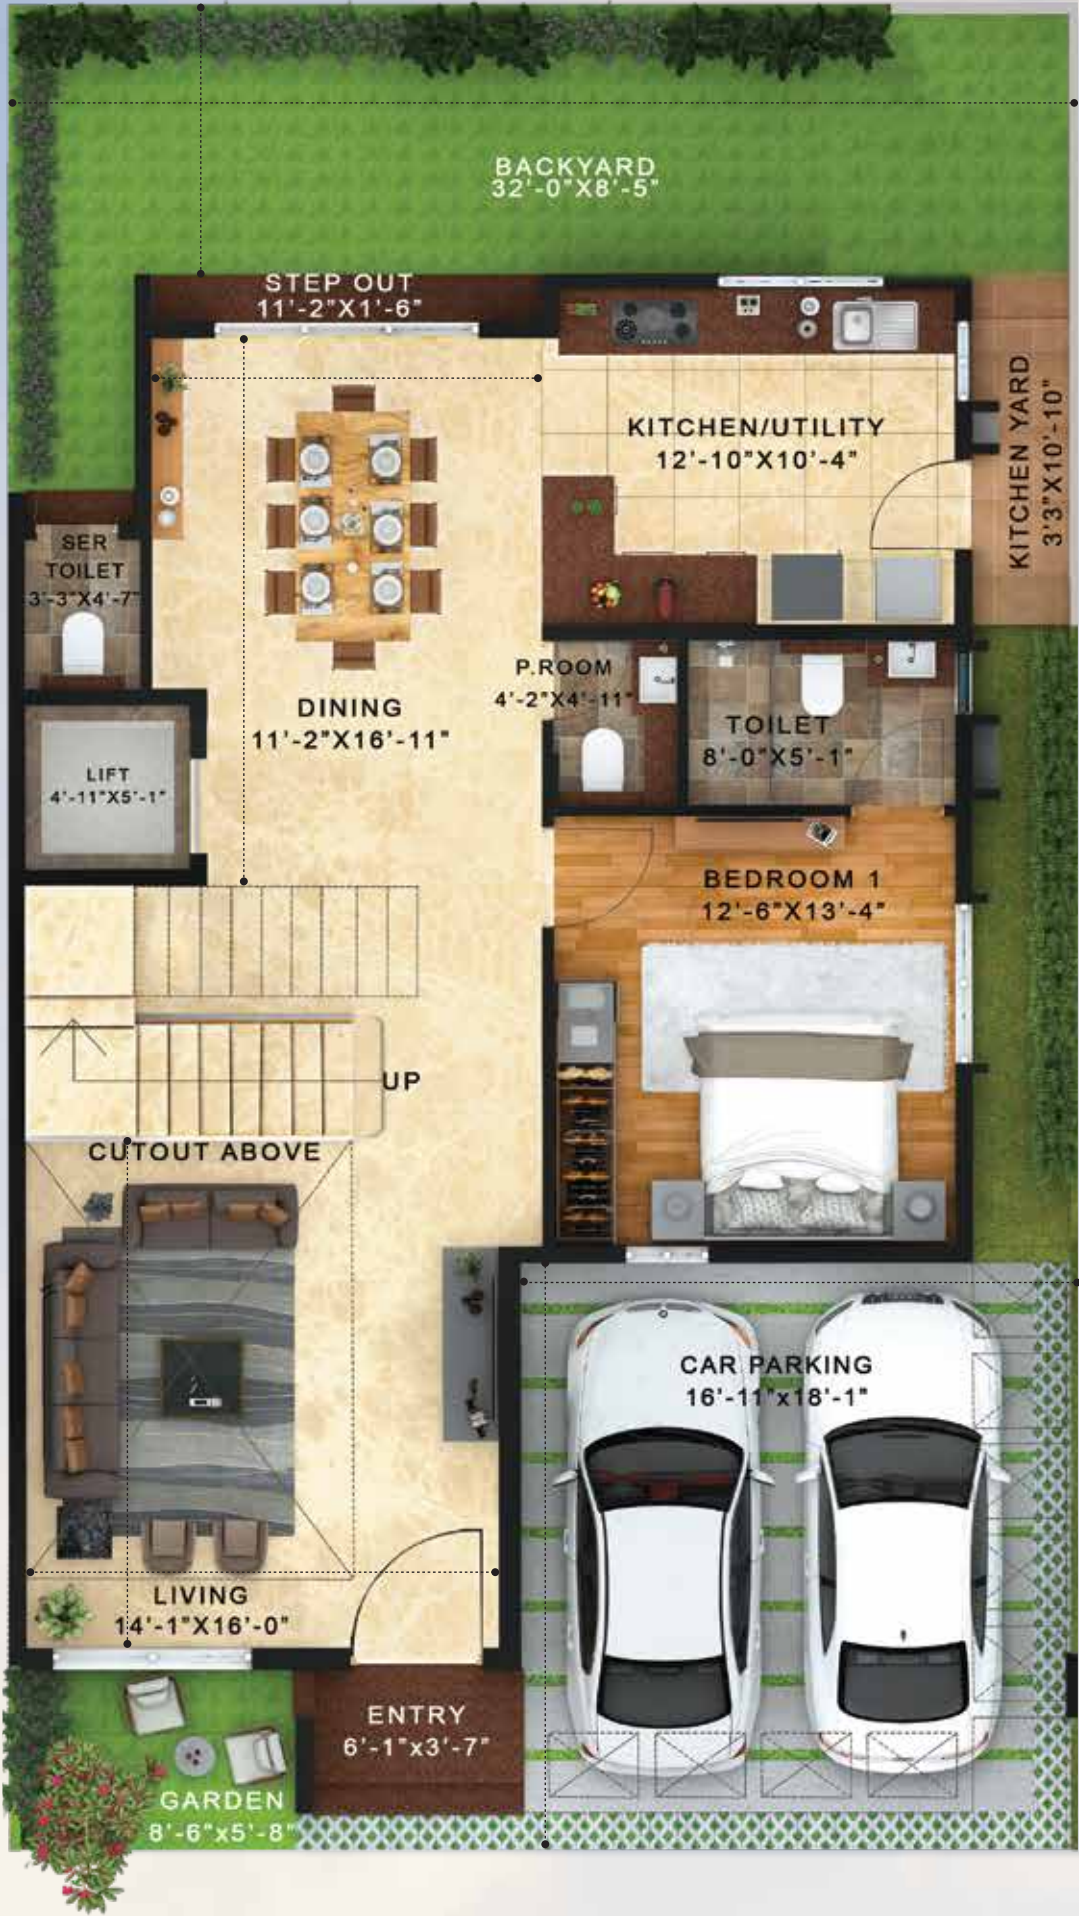 BACKYARD
32'-0"X8'-5"
STEP OUT
11'-2"X1'-6"
KITCHEN/UTILITY
12'-10"X10'-4"
KITCHEN YARD
3'3"X10'-10"
SER
TOILET
3'-3"X4'-7"
P.ROOM
4'-2"X4'-11"
DINING
11'-2"X16'-11"
TOILET
8'-0"X5'-1"
LIFT
4'-11"X5'-1"
BEDROOM 1
12'-6"X13'-4"
UP
CUTOUT ABOVE
CAR PARKING
16'-11"x18'-1"
LIVING
14'-1"X16'-0"
ENTRY
6'-1"x3'-7"
GARDEN
8'-6"x5'-8"